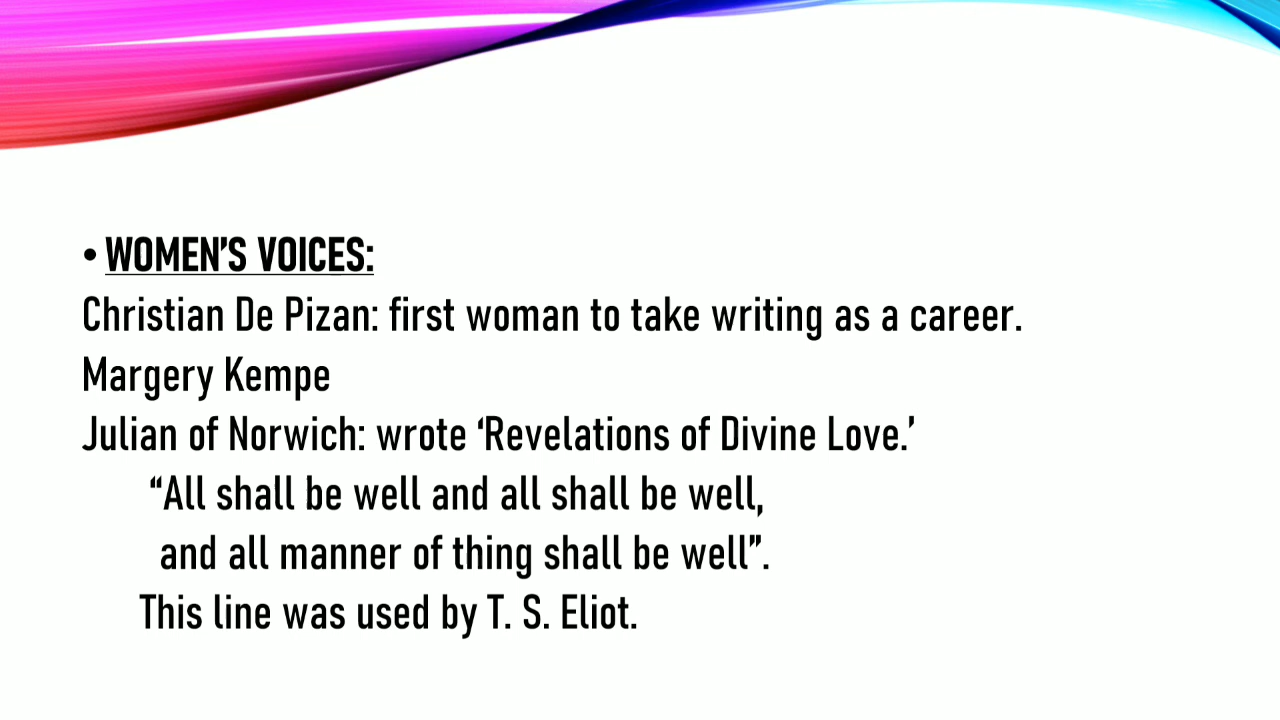 • WOMEN’S VOICES:
Christian De Pizan: first woman to take writing as a career.
Margery Kempe
Julian of Norwich: wrote ‘Revelations of Divine Love.’
“All shall be well and all shall be well,
and all manner of thing shall be well”.
This line was used by T. S. Eliot.